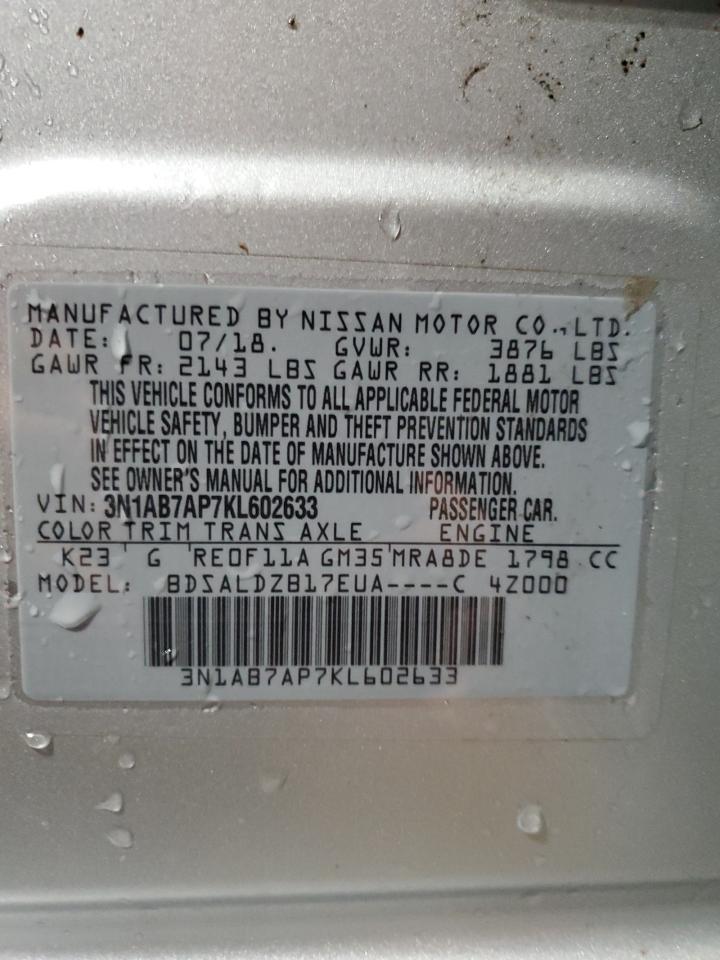 MANUFACTURED BY NISSAN MOTOR CO., LTD.
DATE: 07/18. GVWR: 3876 LBS
GAWR FR: 2143 LBS GAWR RR: 1881 LBS
THIS VEHICLE CONFORMS TO ALL APPLICABLE FEDERAL MOTOR
VEHICLE SAFETY, BUMPER AND THEFT PREVENTION STANDARDS
IN EFFECT ON THE DATE OF MANUFACTURE SHOWN ABOVE.
SEE OWNER'S MANUAL FOR ADDITIONAL INFORMATION.
VIN: 3N1AB7AP7KL602633 PASSENGER CAR.
COLOR TRIM TRANS AXLE ENGINE
K23 G RE0F11A GM35 MRA8DE 1798 CC
MODEL: BDSALDZB17EUA----C 4Z000
3N1AB7AP7KL602633